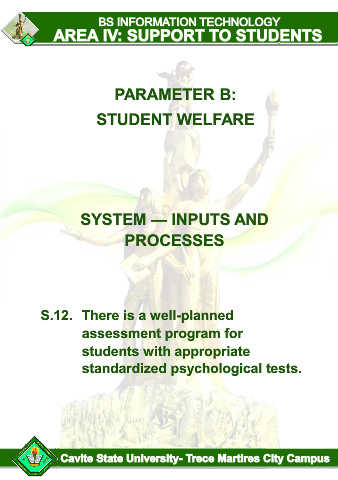 BS INFORMATION TECHNOLOGY
AREA IV: SUPPORT TO STUDENTS
PARAMETER B:
STUDENT WELFARE
SYSTEM — INPUTS AND
PROCESSES
S.12. There is a well-planned
assessment program for
students with appropriate
standardized psychological tests.
Cavite State University- Trece Martires City Campus